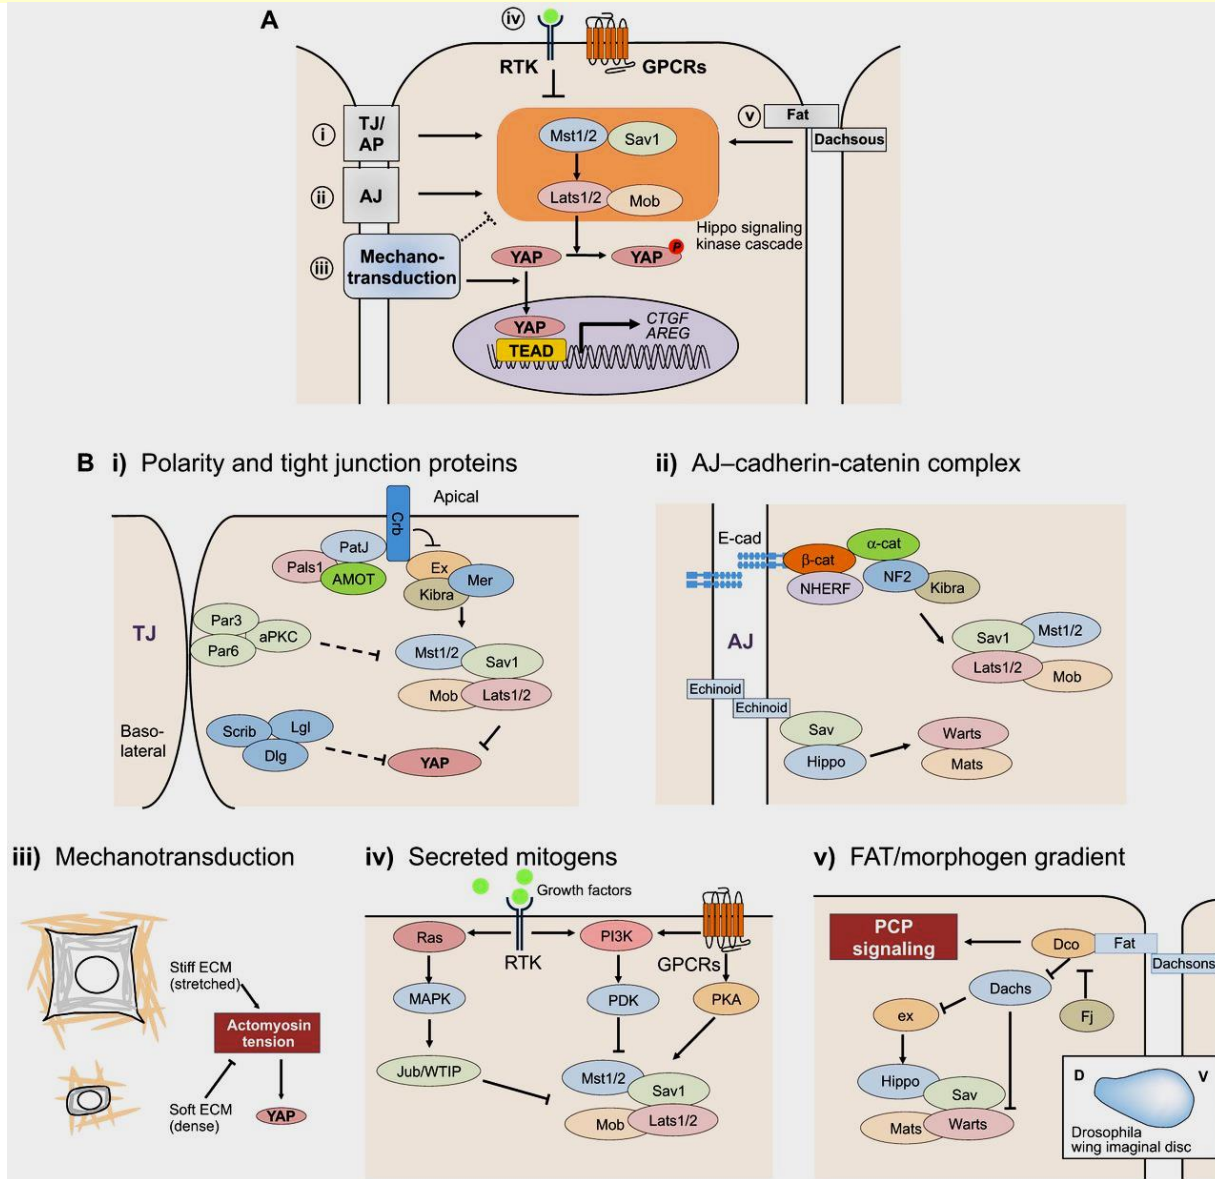 A
iv
RTK
GPCRs
i
TJ/
AP
Mst1/2
Sav1
v
Fat
Dachsous
ii
AJ
Lats1/2
Mob
Hippo signaling
kinase cascade
iii
Mechano-
transduction
YAP
YAP
P
YAP
TEAD
CTGF
AREG
B i) Polarity and tight junction proteins
Apical
Crb
PatJ
Pals1
AMOT
Ex
Mer
Kibra
TJ
Par3
aPKC
Par6
Mst1/2
Sav1
Mob
Lats1/2
Baso-
lateral
Scrib
Lgl
Dlg
YAP
ii) AJ–cadherin-catenin complex
E-cad
α-cat
β-cat
NF2
NHERF
Kibra
AJ
Sav1
Mst1/2
Lats1/2
Mob
Echinoid
Echinoid
Sav
Hippo
Warts
Mats
iii) Mechanotransduction
Stiff ECM
(stretched)
Actomyosin
tension
Soft ECM
(dense)
YAP
iv) Secreted mitogens
Growth factors
Ras
RTK
PI3K
GPCRs
MAPK
PDK
PKA
Jub/WTIP
Mst1/2
Sav1
Mob
Lats1/2
v) FAT/morphogen gradient
PCP
signaling
Dco
Fat
Dachsons
Dachs
ex
Fj
Hippo
Sav
Mats
Warts
D
V
Drosophila
wing imaginal disc